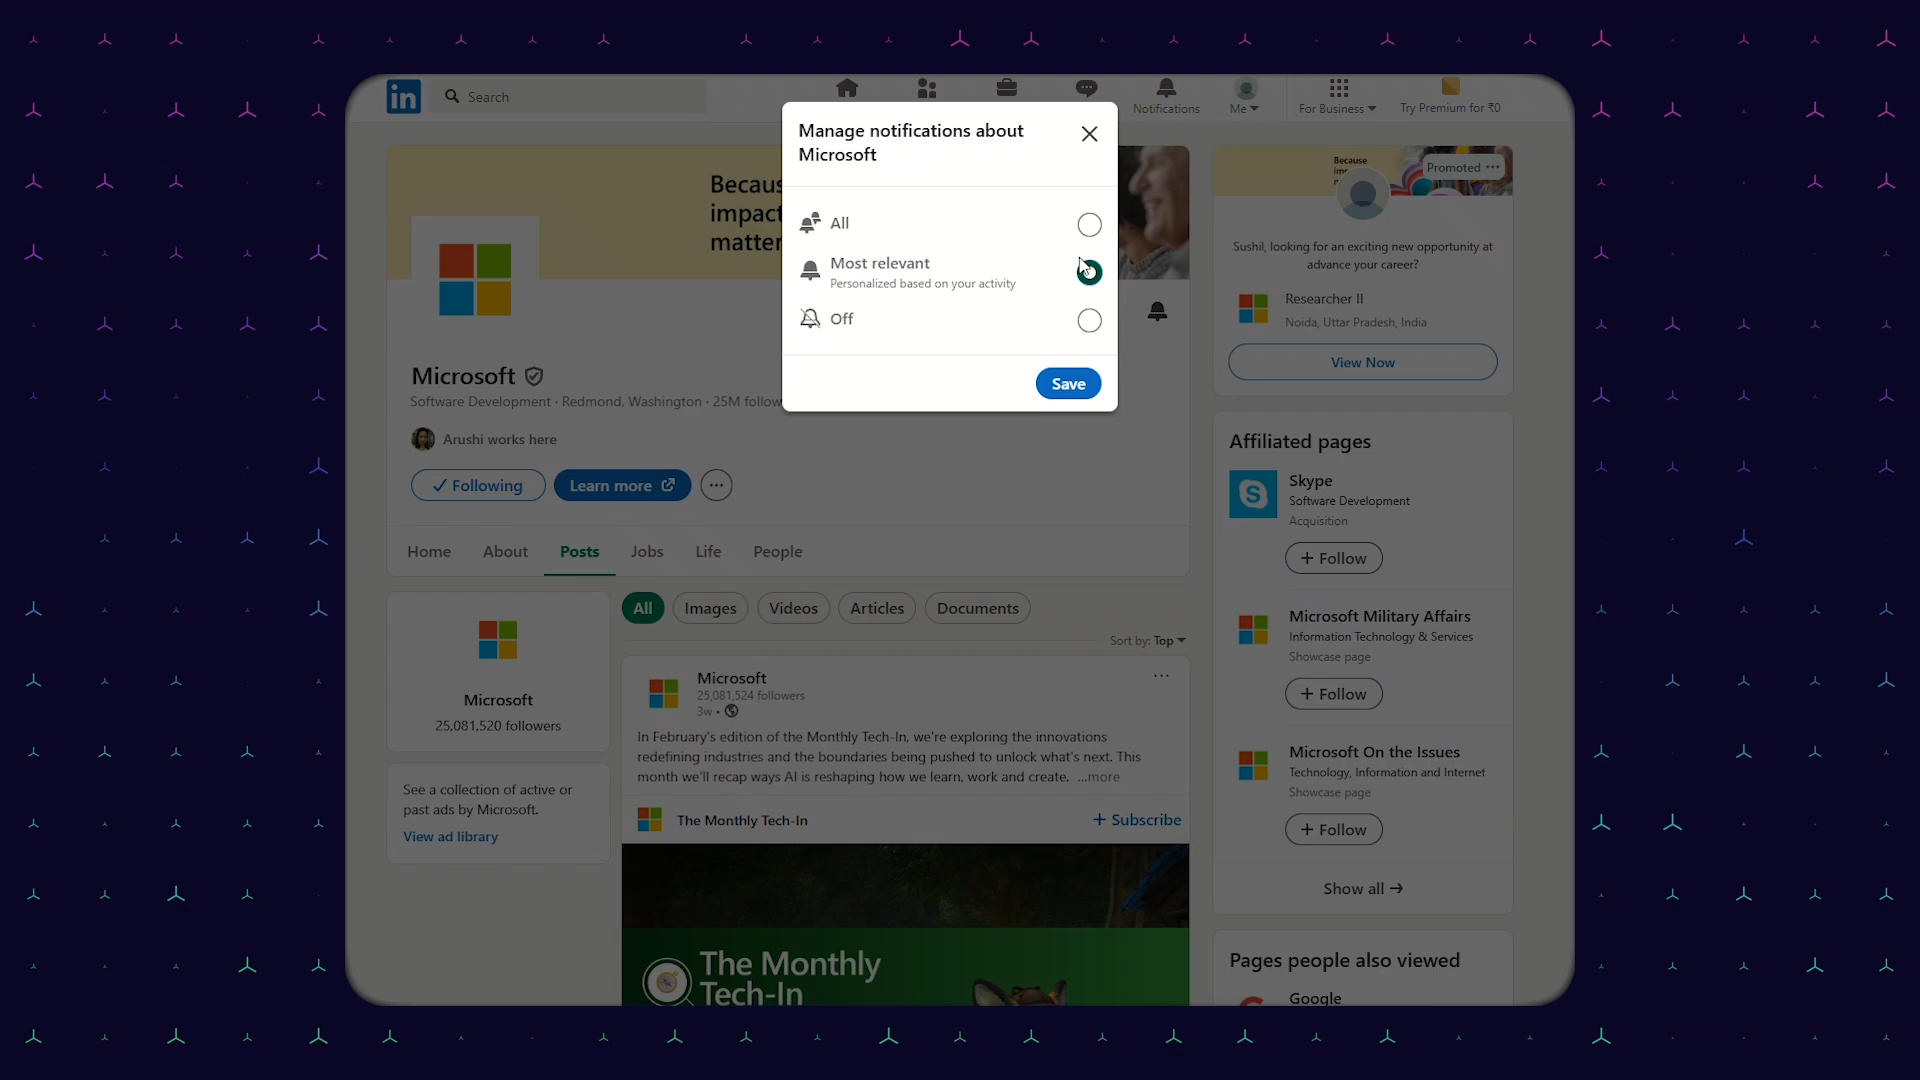 in
Search
Notifications
Me
For Business
Try Premium for ₹0
Manage notifications about
Microsoft
All
Most relevant
Personalized based on your activity
Off
Save
Becaus
impact
matter
Microsoft
Software Development · Redmond, Washington · 25M follow
Arushi works here
Following
Learn more
Home
About
Posts
Jobs
Life
People
Microsoft
25,081,520 followers
See a collection of active or
past ads by Microsoft.
View ad library
All
Images
Videos
Articles
Documents
Sort by: Top
Microsoft
25,081,524 followers
3w •
In February's edition of the Monthly Tech-In, we're exploring the innovations
redefining industries and the boundaries being pushed to unlock what's next. This
month we'll recap ways AI is reshaping how we learn, work and create. ...more
The Monthly Tech-In
+ Subscribe
The Monthly
Tech-In
Because
Promoted
Sushil, looking for an exciting new opportunity at
advance your career?
Researcher II
Noida, Uttar Pradesh, India
View Now
Affiliated pages
Skype
Software Development
Acquisition
+ Follow
Microsoft Military Affairs
Information Technology & Services
Showcase page
+ Follow
Microsoft On the Issues
Technology, Information and Internet
Showcase page
+ Follow
Show all →
Pages people also viewed
Google